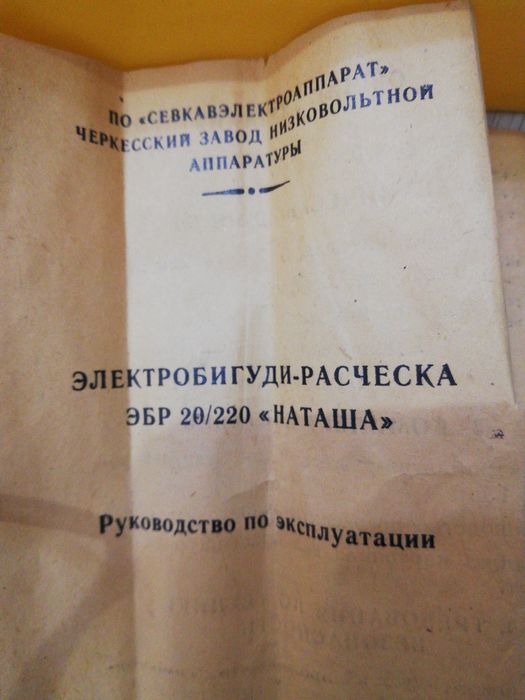 ПО «СЕВКАВЭЛЕКТРОАППАРАТ»
ЧЕРКЕССКИЙ ЗАВОД НИЗКОВОЛЬТНОЙ
АППАРАТУРЫ
ЭЛЕКТРОБИГУДИ-РАСЧЕСКА
ЭБР 20/220 «НАТАША»
Руководство по эксплуатации